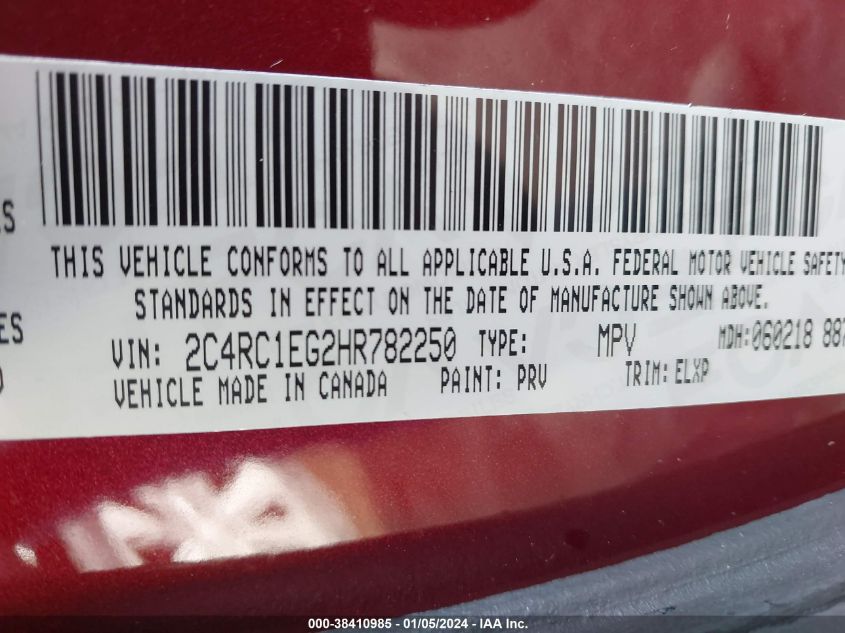 S
THIS VEHICLE CONFORMS TO ALL APPLICABLE U.S.A. FEDERAL MOTOR VEHICLE SAFETY
STANDARDS IN EFFECT ON THE DATE OF MANUFACTURE SHOWN ABOVE.
ES
VIN: 2C4RC1EG2HR782250 TYPE: MPV MDH:060218 887
VEHICLE MADE IN CANADA PAINT: PRV TRIM: ELXP
000-38410985 - 01/05/2024 - IAA Inc.